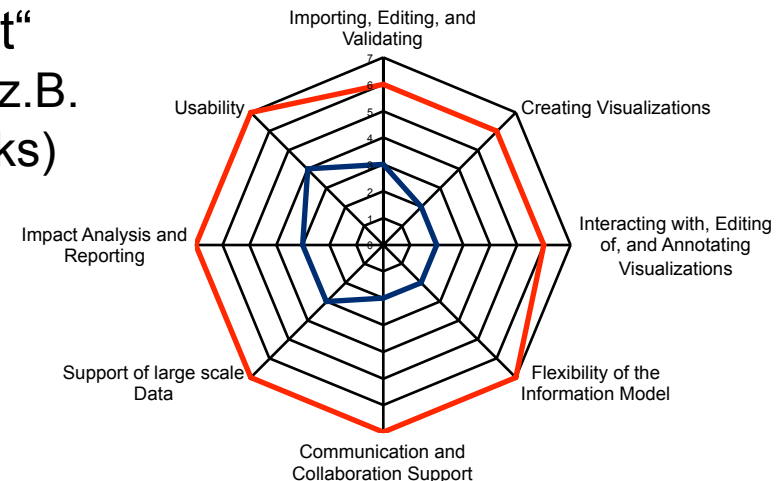 t“
z.B.
ks)
Importing, Editing, and
Validating
7
6
5
4
3
2
1
0
Creating Visualizations
Interacting with, Editing
of, and Annotating
Visualizations
Flexibility of the
Information Model
Communication and
Collaboration Support
Support of large scale
Data
Impact Analysis and
Reporting
Usability